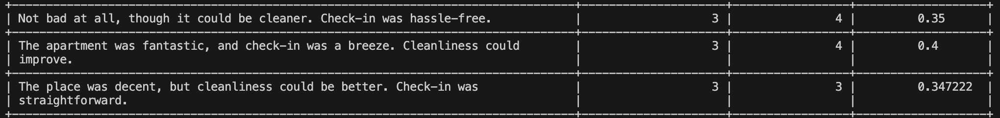 | Not bad at all, though it could be cleaner. Check-in was hassle-free. | 3 | 4 | 0.35 |
| The apartment was fantastic, and check-in was a breeze. Cleanliness could | 3 | 4 | 0.4 |
| improve. | | | |
| The place was decent, but cleanliness could be better. Check-in was | 3 | 3 | 0.347222 |
| straightforward. | | | |